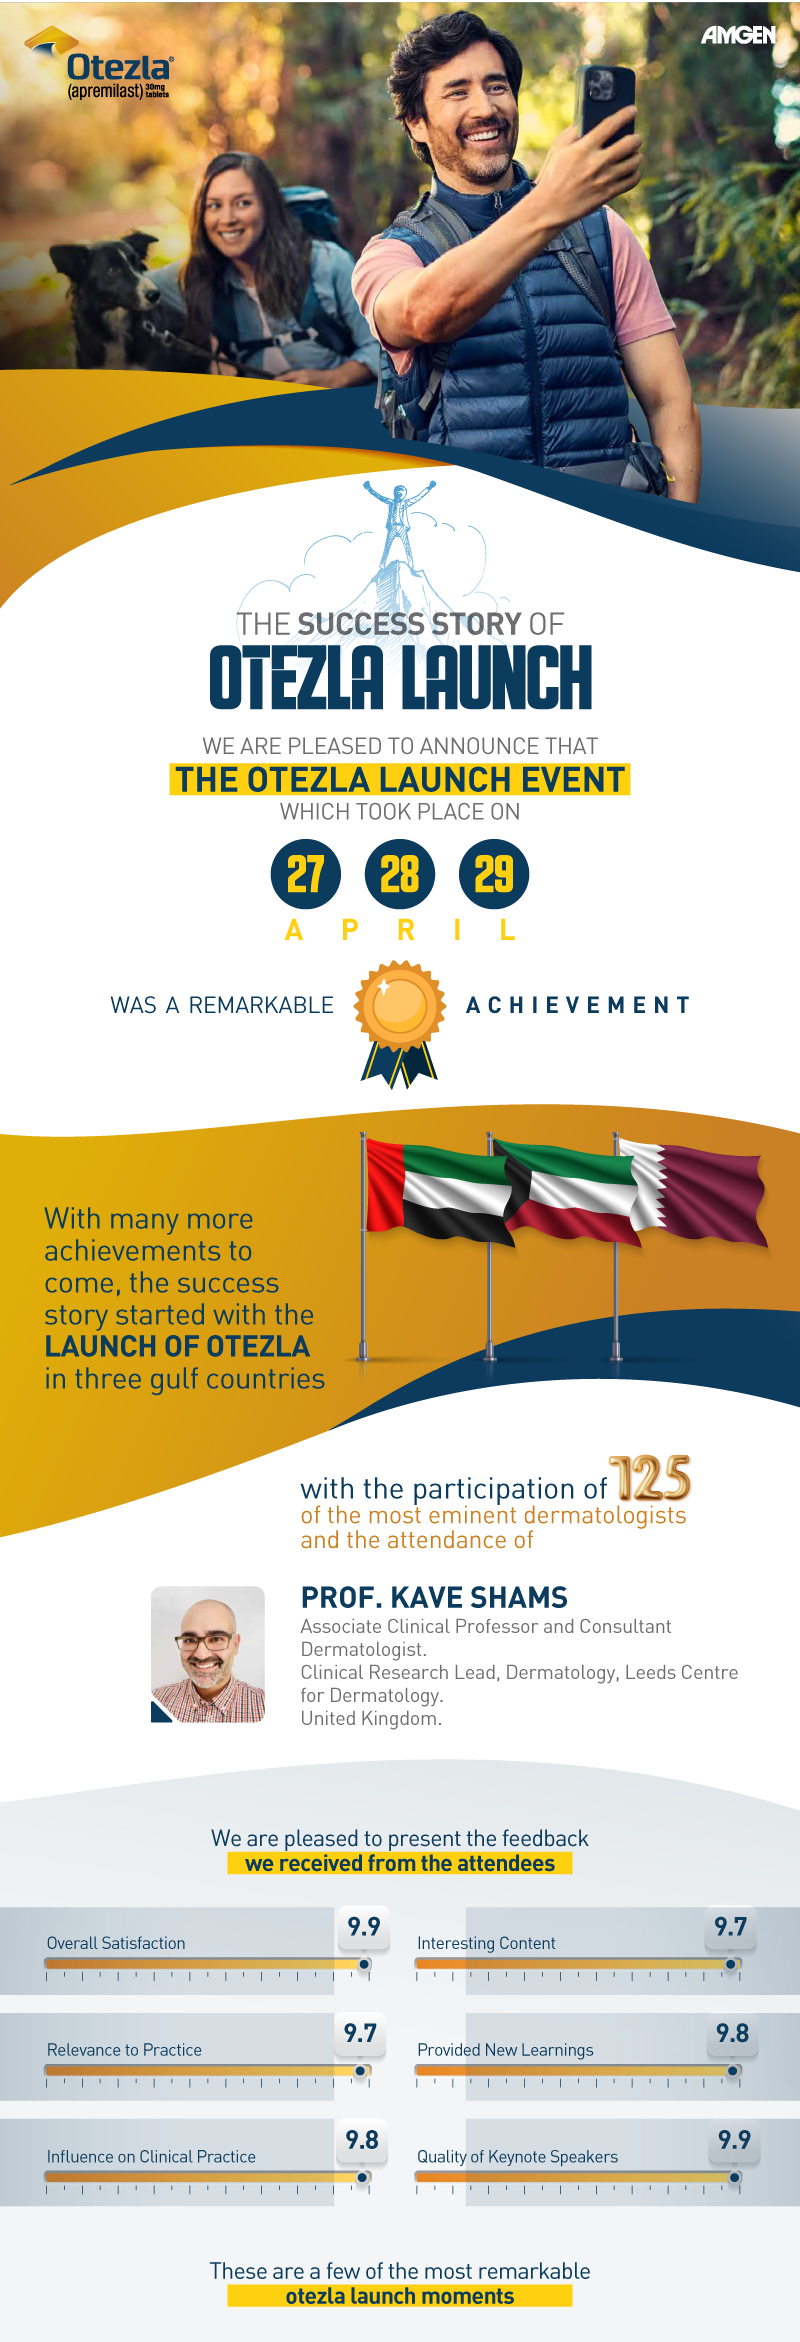 Otezla®
(apremilast) 30mg tablets
AMGEN
THE SUCCESS STORY OF
OTEZLA LAUNCH
WE ARE PLEASED TO ANNOUNCE THAT
THE OTEZLA LAUNCH EVENT
WHICH TOOK PLACE ON
27 28 29
APRIL
WAS A REMARKABLE ACHIEVEMENT
With many more
achievements to
come, the success
story started with the
LAUNCH OF OTEZLA
in three gulf countries
with the participation of 125
of the most eminent dermatologists
and the attendance of
PROF. KAVE SHAMS
Associate Clinical Professor and Consultant
Dermatologist.
Clinical Research Lead, Dermatology, Leeds Centre
for Dermatology.
United Kingdom.
We are pleased to present the feedback
we received from the attendees
Overall Satisfaction 9.9
Interesting Content 9.7
Relevance to Practice 9.7
Provided New Learnings 9.8
Influence on Clinical Practice 9.8
Quality of Keynote Speakers 9.9
These are a few of the most remarkable
otezla launch moments